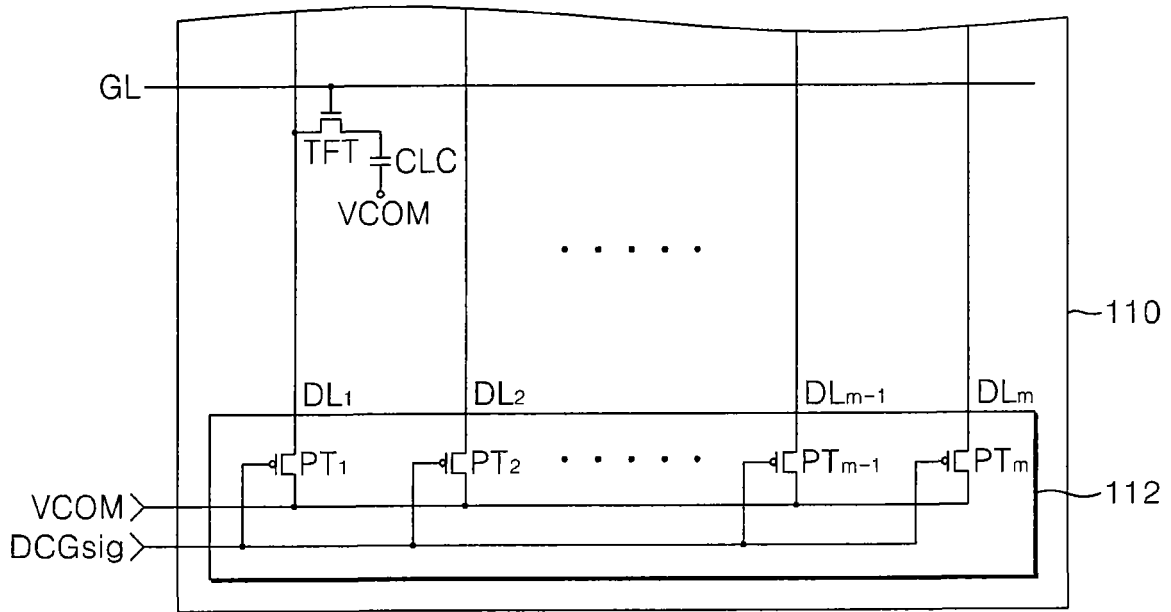 GL
TFT
CLC
VCOM
110
DL1 DL2 DLm-1 DLm
PT1 PT2 PTm-1 PTm
VCOM
112
DCGsig